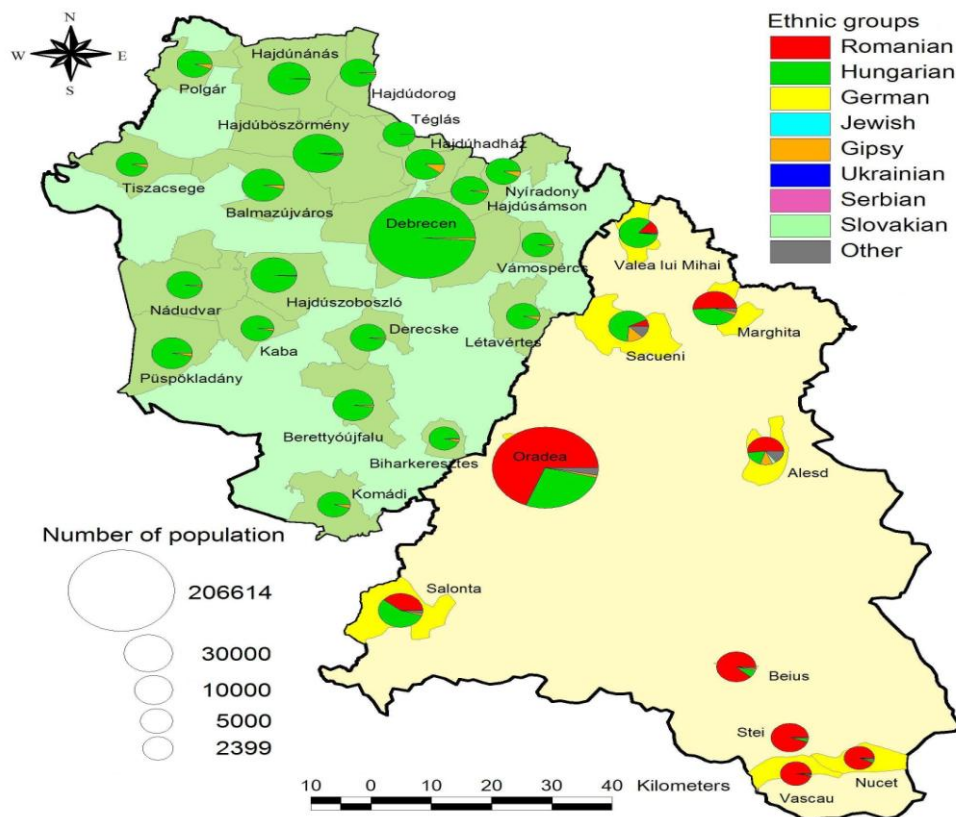 N
W E
S
Ethnic groups
Romanian
Hungarian
German
Jewish
Gipsy
Ukrainian
Serbian
Slovakian
Other
Polgár
Hajdúnánás
Hajdúdorog
Téglás
Hajdúböszörmény
Hajdúhadház
Tiszacsege
Balmazújváros
Nyíradony
Hajdúsámson
Debrecen
Vámospércs
Valea lui Mihai
Nádudvar
Hajdúszoboszló
Marghita
Derecske
Létavértes
Sacueni
Kaba
Püspökladány
Berettyóújfalu
Biharkeresztes
Oradea
Alesd
Komádi
Number of population
206614
30000
10000
5000
2399
Salonta
Beius
Stei
Nucet
Vascau
10 0 10 20 30 40 Kilometers